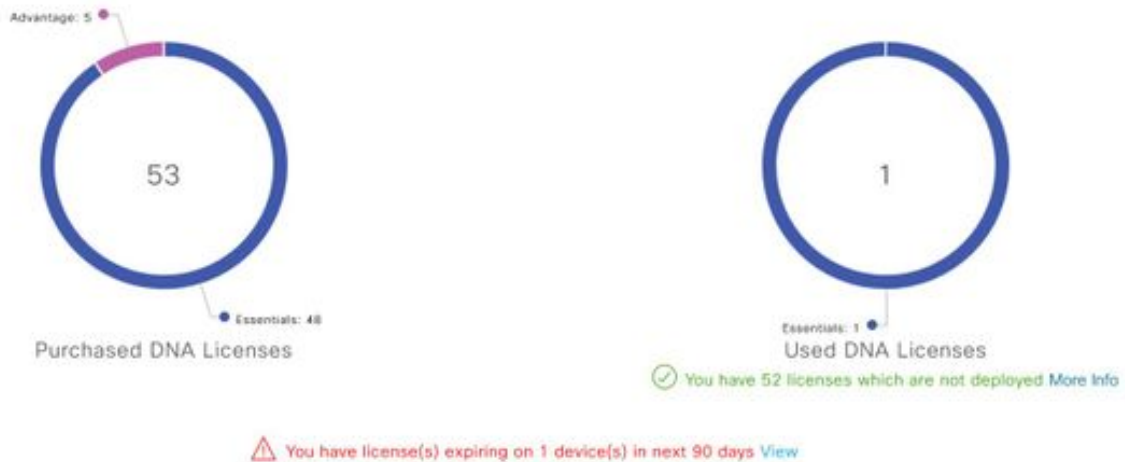 Advantage: 5
53
Essentials: 48
Purchased DNA Licenses
1
Essentials: 1
Used DNA Licenses
You have 52 licenses which are not deployed More Info
You have license(s) expiring on 1 device(s) in next 90 days View